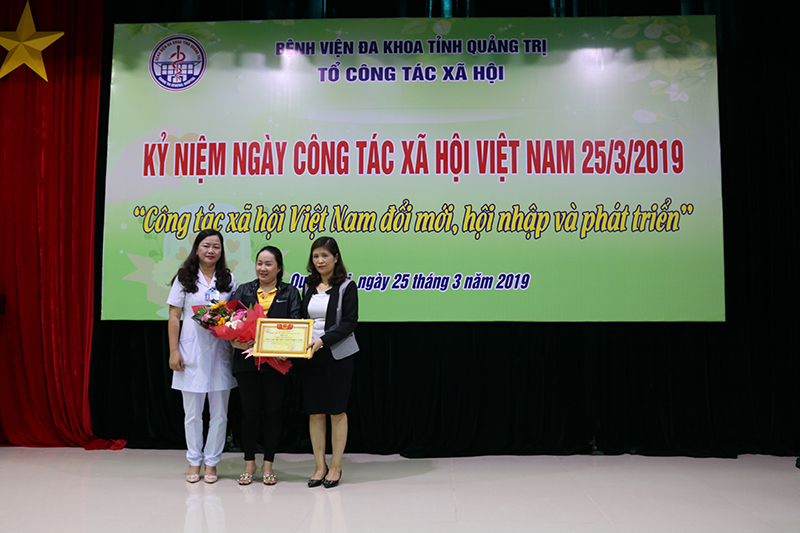 BỆNH VIỆN ĐA KHOA TỈNH QUẢNG TRỊ
TỔ CÔNG TÁC XÃ HỘI
KỶ NIỆM NGÀY CÔNG TÁC XÃ HỘI VIỆT NAM 25/3/2019
“Công tác xã hội Việt Nam đổi mới, hội nhập và phát triển”
, ngày 25 tháng 3 năm 2019